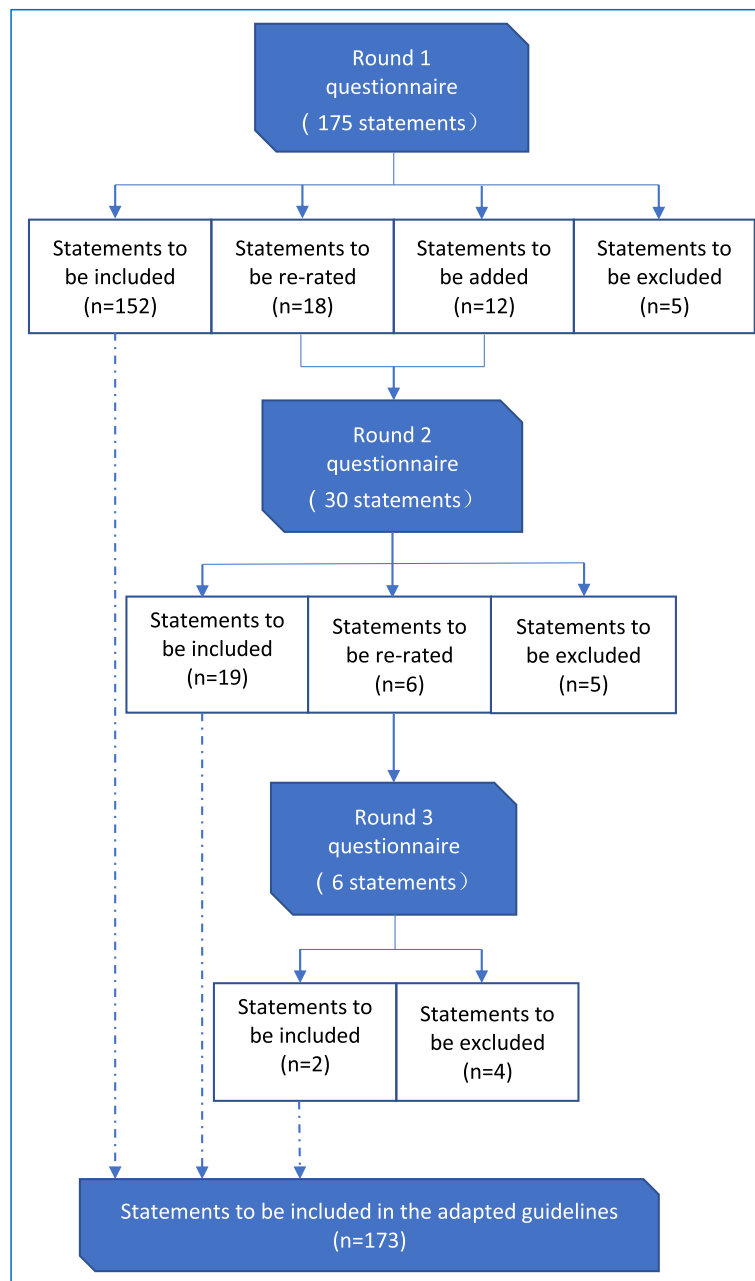 Round 1
questionnaire
( 175 statements）
Statements to
be included
(n=152)
Statements to
be re-rated
(n=18)
Statements to
be added
(n=12)
Statements to
be excluded
(n=5)
Round 2
questionnaire
( 30 statements）
Statements to
be included
(n=19)
Statements to
be re-rated
(n=6)
Statements to
be excluded
(n=5)
Round 3
questionnaire
( 6 statements）
Statements to
be included
(n=2)
Statements to
be excluded
(n=4)
Statements to be included in the adapted guidelines
(n=173)